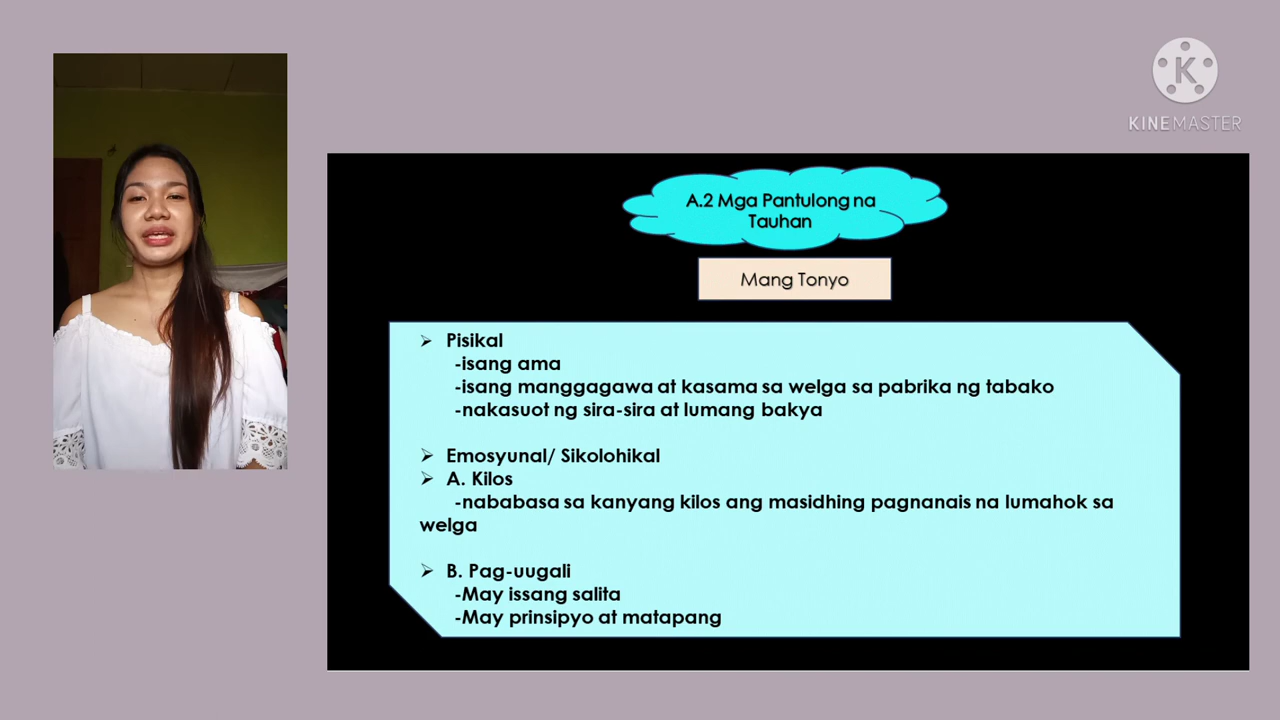 KINEMASTER
A.2 Mga Pantulong na
Tauhan
Mang Tonyo
Pisikal
-isang ama
-isang manggagawa at kasama sa welga sa pabrika ng tabako
-nakasuot ng sira-sira at lumang bakya
Emosyunal/ Sikolohikal
A. Kilos
-nababasa sa kanyang kilos ang masidhing pagnanais na lumahok sa
welga
B. Pag-uugali
-May issang salita
-May prinsipyo at matapang